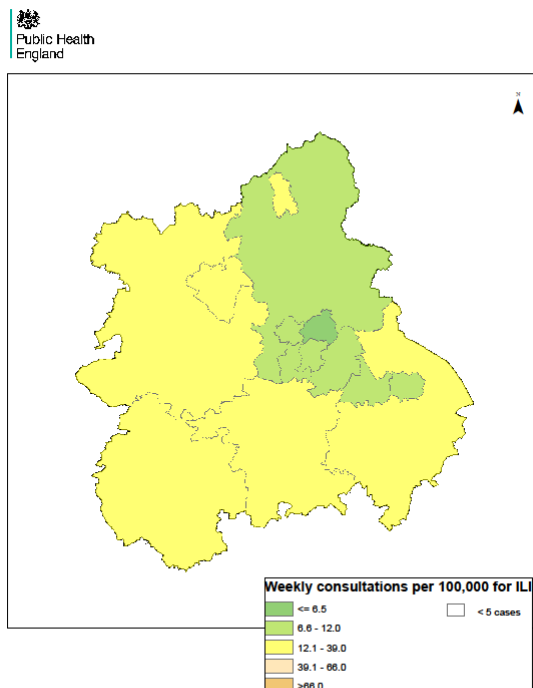 Public Health
England
N
Weekly consultations per 100,000 for ILI
<= 6.5
< 5 cases
6.6 - 12.0
12.1 - 39.0
39.1 - 66.0
>66.0